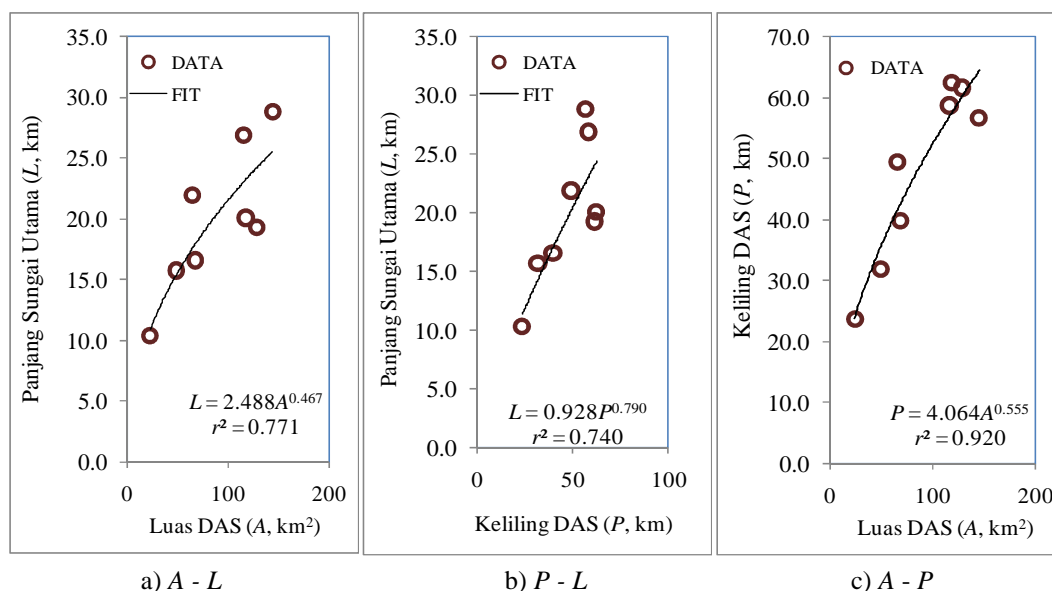 Panjang Sungai Utama (L, km)
35.0
30.0
25.0
20.0
15.0
10.0
5.0
0.0
DATA
FIT
L = 2.488A^0.467
r² = 0.771
0 100 200
Luas DAS (A, km²)
a) A - L
Panjang Sungai Utama (L, km)
35.0
30.0
25.0
20.0
15.0
10.0
5.0
0.0
DATA
FIT
L = 0.928P^0.790
r² = 0.740
0 50 100
Keliling DAS (P, km)
b) P - L
Keliling DAS (P, km)
70.0
60.0
50.0
40.0
30.0
20.0
10.0
0.0
DATA
P = 4.064A^0.555
r² = 0.920
0 100 200
Luas DAS (A, km²)
c) A - P